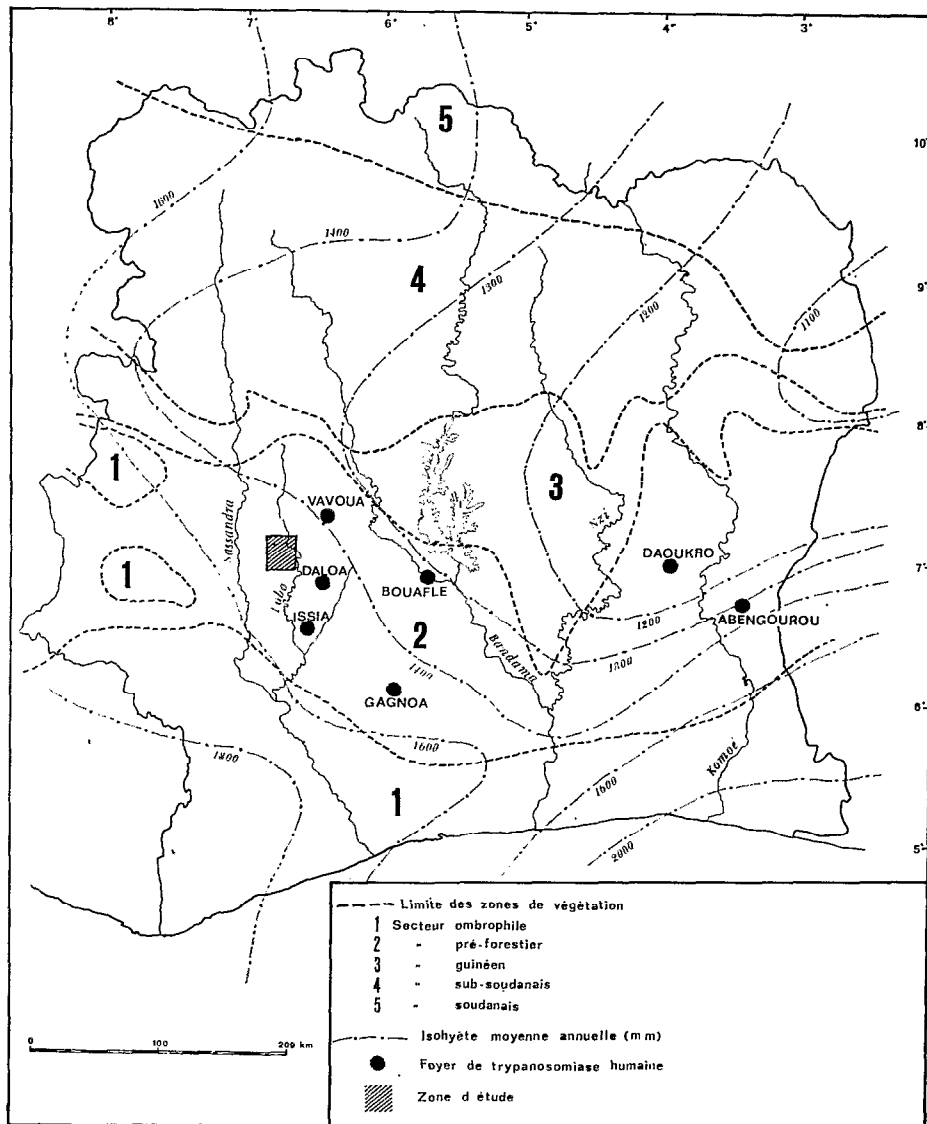 8° 7° 6° 5° 4° 3°
5
10°
1600
1400
4
1300
9°
1200
1100
8°
1
3
VAVOUA
Sassandra
Nzi
DAOUKRO
7°
1
DALOA
BOUAFLE
Lobo
ISSIA
2
1200
ABENGOUROU
Bandama
1300
1400
GAGNOA
6°
1600
1800
Komoé
1600
1
5°
2000
Limite des zones de végétation
1 Secteur ombrophile
2 " pré-forestier
3 " guinéen
4 " sub-soudanais
5 " soudanais
Isohyète moyenne annuelle (mm)
0 100 209 km
Foyer de trypanosomiase humaine
Zone d étude